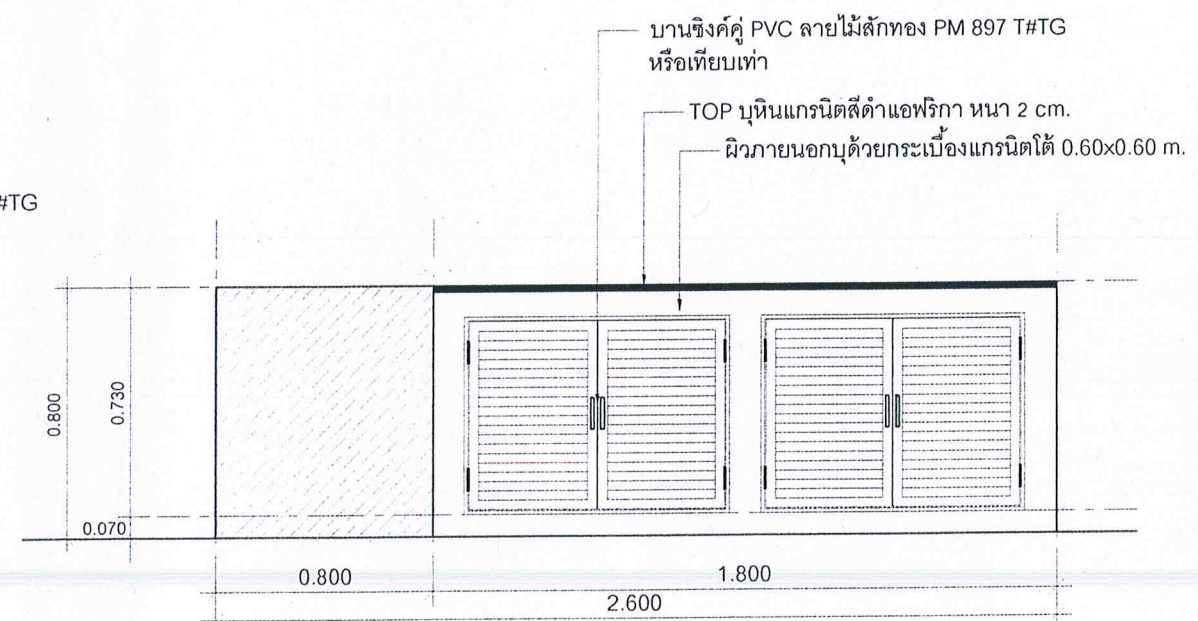 บานซิงค์คู่ PVC ลายไม้สักทอง PM 897 T#TG
หรือเทียบเท่า
TOP บุหินแกรนิตสีดำแอฟริกา หนา 2 cm.
ผิวภายนอกบุด้วยกระเบื้องแกรนิตโต้ 0.60x0.60 m.
#TG
0.800
0.730
0.070
0.800
1.800
2.600